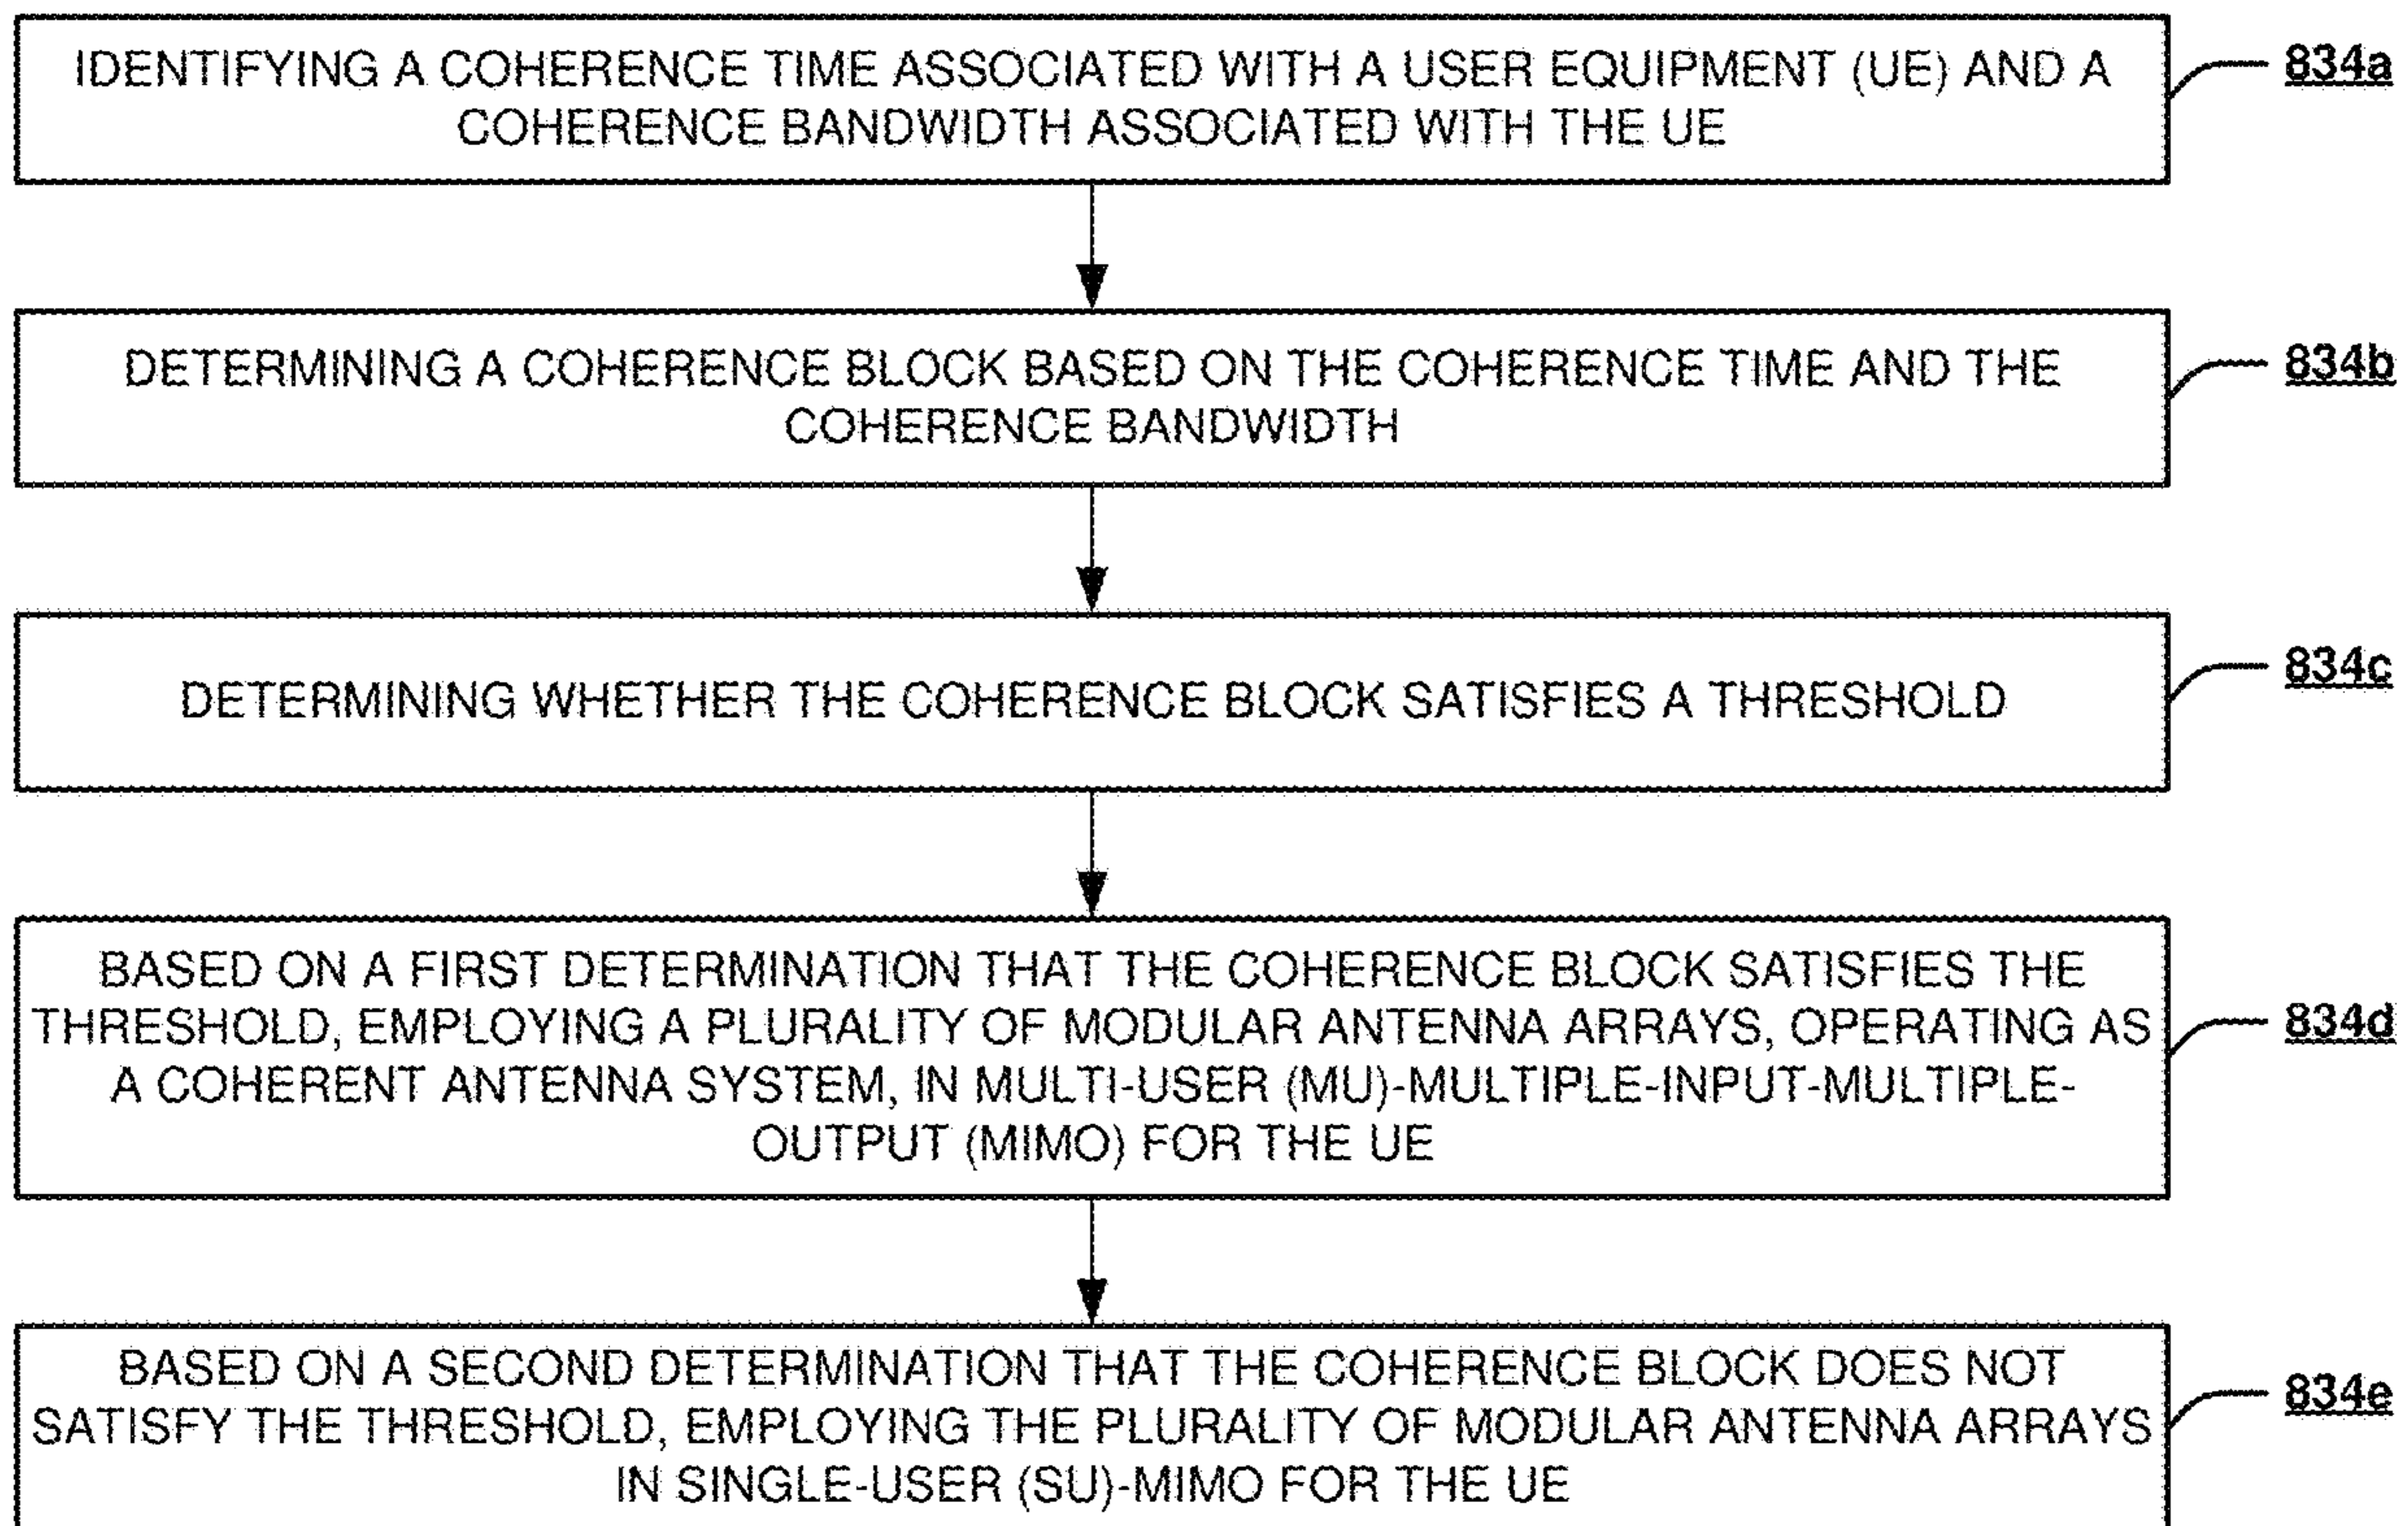 IDENTIFYING A COHERENCE TIME ASSOCIATED WITH A USER EQUIPMENT (UE) AND A
COHERENCE BANDWIDTH ASSOCIATED WITH THE UE
834a
DETERMINING A COHERENCE BLOCK BASED ON THE COHERENCE TIME AND THE
COHERENCE BANDWIDTH
834b
DETERMINING WHETHER THE COHERENCE BLOCK SATISFIES A THRESHOLD
834c
BASED ON A FIRST DETERMINATION THAT THE COHERENCE BLOCK SATISFIES THE
THRESHOLD, EMPLOYING A PLURALITY OF MODULAR ANTENNA ARRAYS, OPERATING AS
A COHERENT ANTENNA SYSTEM, IN MULTI-USER (MU)-MULTIPLE-INPUT-MULTIPLE-
OUTPUT (MIMO) FOR THE UE
834d
BASED ON A SECOND DETERMINATION THAT THE COHERENCE BLOCK DOES NOT
SATISFY THE THRESHOLD, EMPLOYING THE PLURALITY OF MODULAR ANTENNA ARRAYS
IN SINGLE-USER (SU)-MIMO FOR THE UE
834e